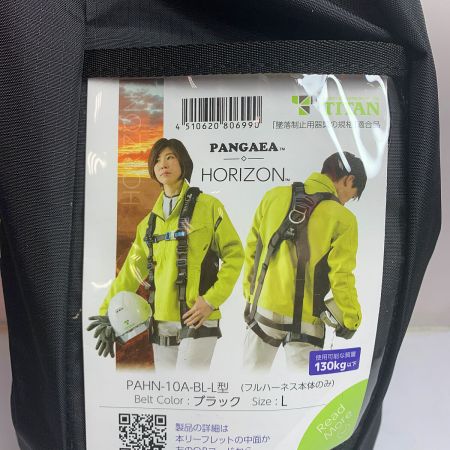 4 510620 806990
TITAN
「墜落制止用器具の規格」適合品
PANGAEA™
HORIZON™
使用可能な質量
130kg以下
PAHN-10A-BL-L型 (フルハーネス本体のみ)
Belt Color : ブラック Size : L
Read
More
製品の詳細は
本リーフレットの中面か